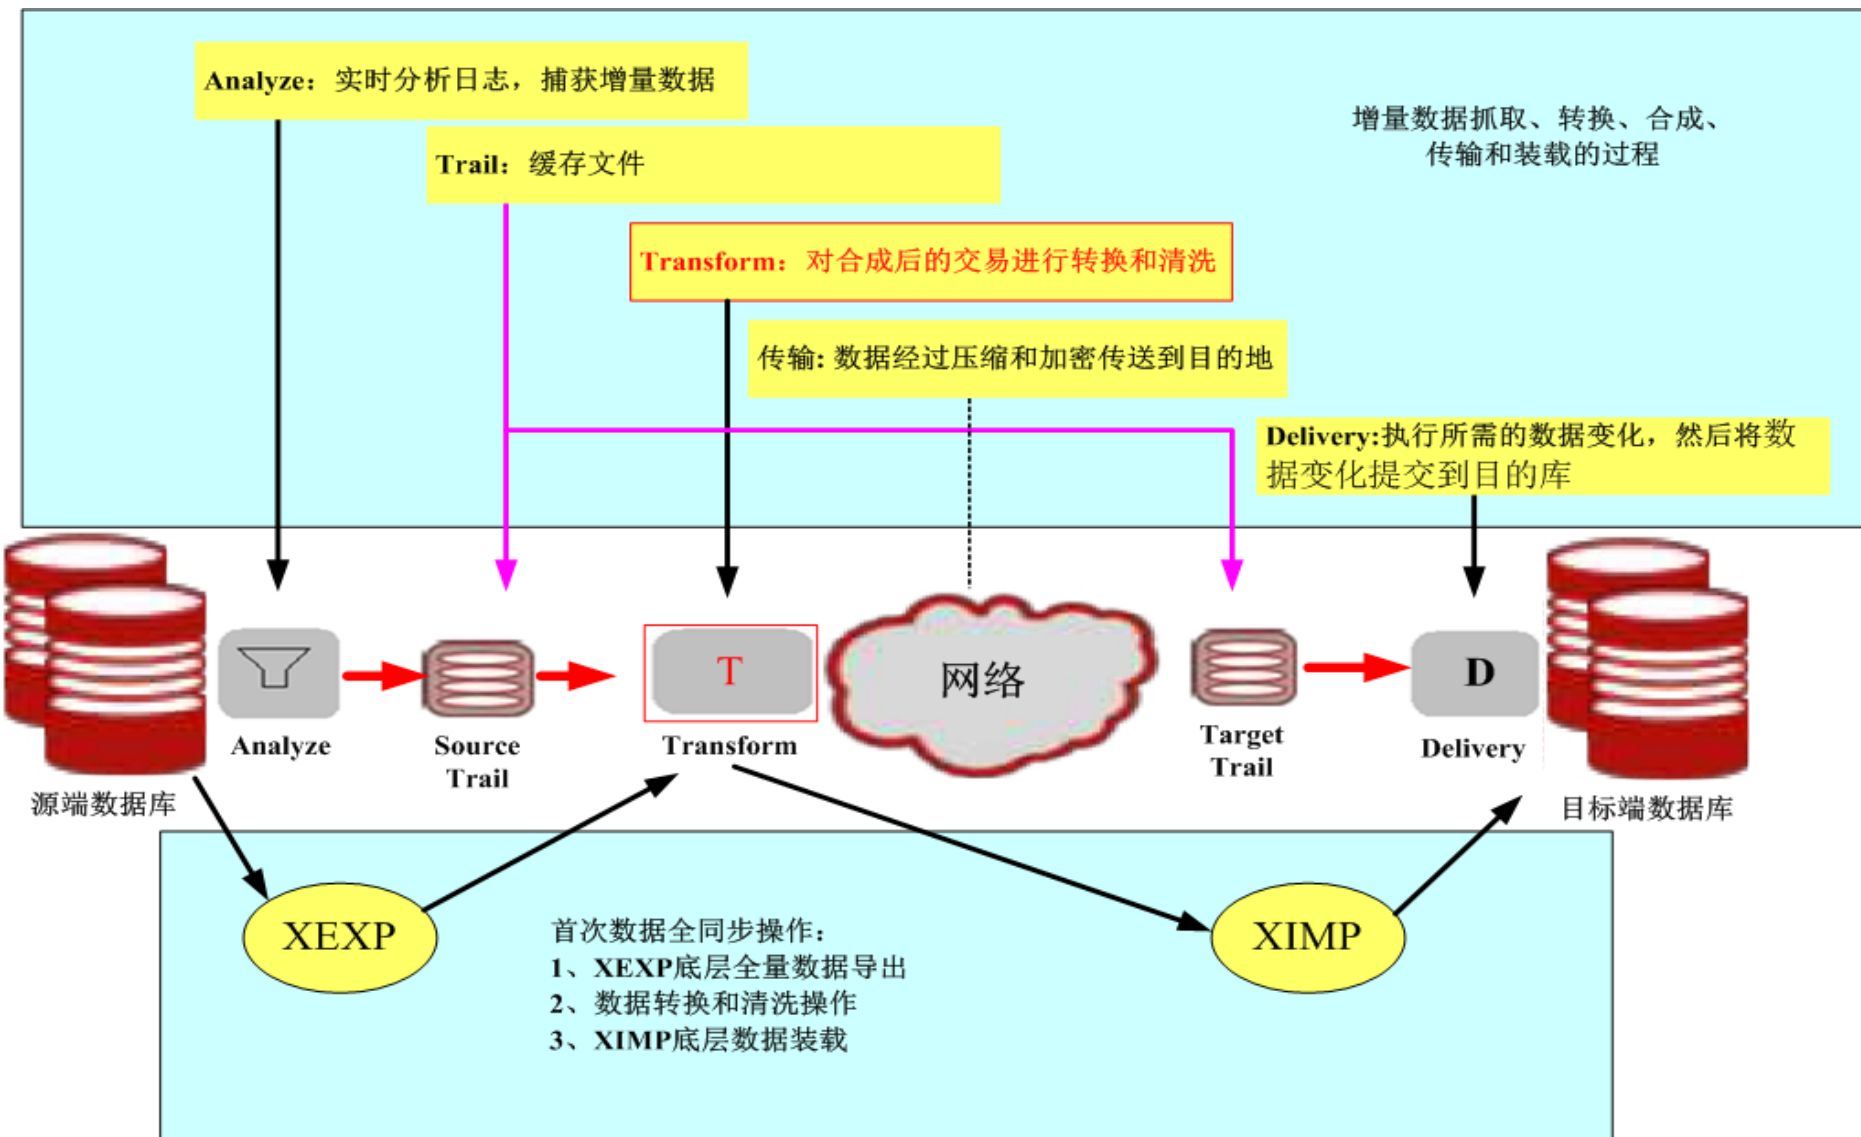 Analyze：实时分析日志，捕获增量数据
增量数据抓取、转换、合成、
传输和装载的过程
Trail：缓存文件
Transform：对合成后的交易进行转换和清洗
传输: 数据经过压缩和加密传送到目的地
Delivery:执行所需的数据变化，然后将数
据变化提交到目的库
T
网络
D
Analyze
Source
Trail
Transform
Target
Trail
Delivery
源端数据库
目标端数据库
XEXP
XIMP
首次数据全同步操作：
1、XEXP底层全量数据导出
2、数据转换和清洗操作
3、XIMP底层数据装载